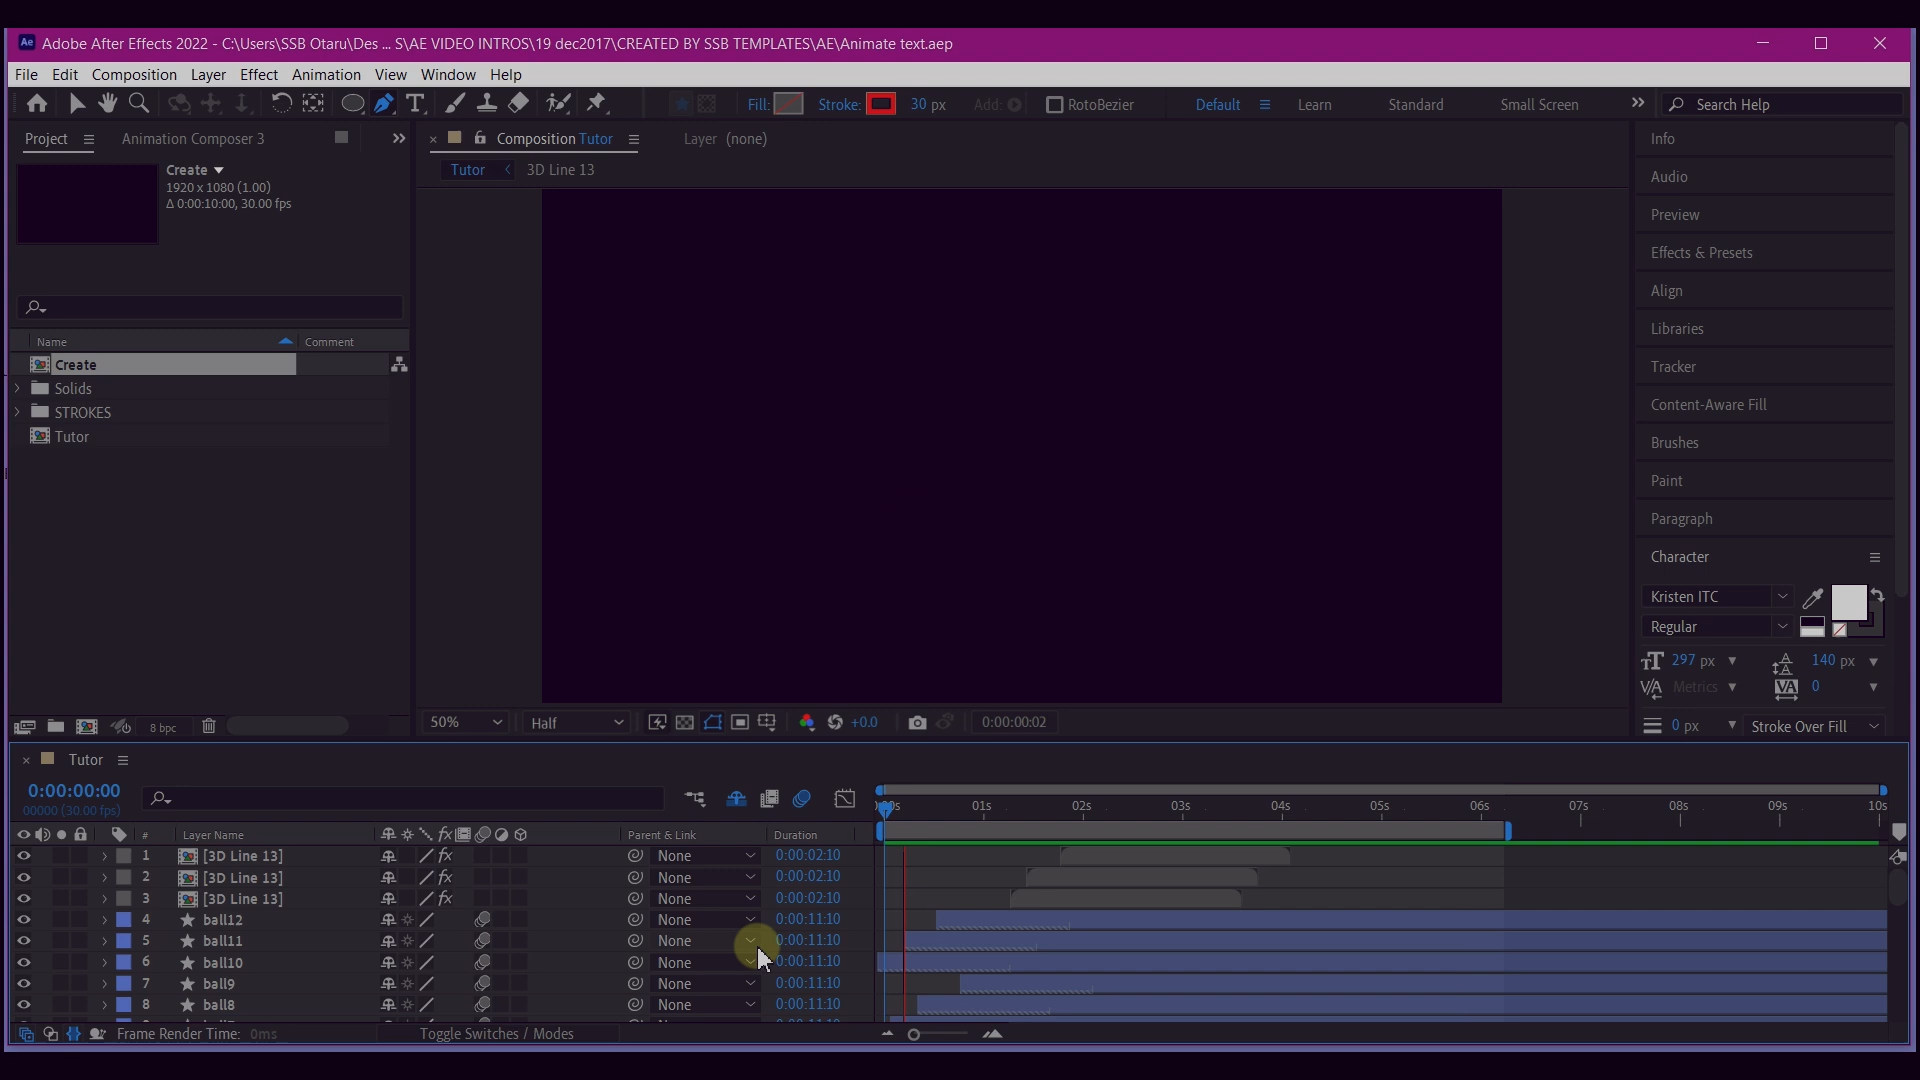 Ae Adobe After Effects 2022 - C:\Users\SSB Otaru\Des ... S\AE VIDEO INTROS\19 dec2017\CREATED BY SSB TEMPLATES\AE\Animate text.aep
File Edit Composition Layer Effect Animation View Window Help
Fill: Stroke: 30 px Add: RotoBezier Default Learn Standard Small Screen Search Help
Project Animation Composer 3
Composition Tutor Layer (none)
Tutor 3D Line 13
Create
1920 x 1080 (1.00)
Δ 0:00:10:00, 30.00 fps
Name Comment
Create
Solids
STROKES
Tutor
8 bpc
50% Half +0.0 0:00:00:02
Info
Audio
Preview
Effects & Presets
Align
Libraries
Tracker
Content-Aware Fill
Brushes
Paint
Paragraph
Character
Kristen ITC
Regular
297 px 140 px
Metrics 0
0 px Stroke Over Fill
Tutor
0:00:00:00
00000 (30.00 fps)
01s 02s 03s 04s 05s 06s 07s 08s 09s 10s
# Layer Name Parent & Link Duration
1 [3D Line 13] None 0:00:02:10
2 [3D Line 13] None 0:00:02:10
3 [3D Line 13] None 0:00:02:10
4 ball12 None 0:00:11:10
5 ball11 None 0:00:11:10
6 ball10 None 0:00:11:10
7 ball9 None 0:00:11:10
8 ball8 None 0:00:11:10
Frame Render Time: 0ms Toggle Switches / Modes